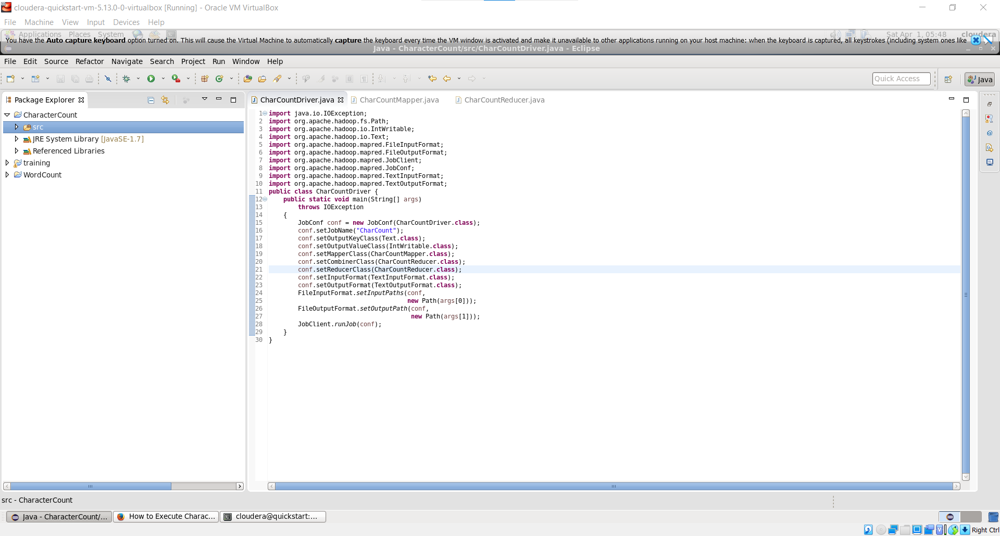 cloudera-quickstart-vm-5.13.0-0-virtualbox [Running] - Oracle VM VirtualBox
File Machine View Input Devices Help
Applications Places System Sat Apr 1, 05:48 cloudera
You have the Auto capture keyboard option turned on. This will cause the Virtual Machine to automatically capture the keyboard every time the VM window is activated and make it unavailable to other applications running on your host machine: when the keyboard is captured, all keystrokes (including system ones like
Java - CharacterCount/src/CharCountDriver.java - Eclipse
File Edit Source Refactor Navigate Search Project Run Window Help
Quick Access Java
Package Explorer
CharacterCount
src
JRE System Library [JavaSE-1.7]
Referenced Libraries
training
WordCount
CharCountDriver.java CharCountMapper.java CharCountReducer.java
1 import java.io.IOException;
2 import org.apache.hadoop.fs.Path;
3 import org.apache.hadoop.io.IntWritable;
4 import org.apache.hadoop.io.Text;
5 import org.apache.hadoop.mapred.FileInputFormat;
6 import org.apache.hadoop.mapred.FileOutputFormat;
7 import org.apache.hadoop.mapred.JobClient;
8 import org.apache.hadoop.mapred.JobConf;
9 import org.apache.hadoop.mapred.TextInputFormat;
10 import org.apache.hadoop.mapred.TextOutputFormat;
11 public class CharCountDriver {
12 public static void main(String[] args)
13 throws IOException
14 {
15 JobConf conf = new JobConf(CharCountDriver.class);
16 conf.setJobName("CharCount");
17 conf.setOutputKeyClass(Text.class);
18 conf.setOutputValueClass(IntWritable.class);
19 conf.setMapperClass(CharCountMapper.class);
20 conf.setCombinerClass(CharCountReducer.class);
21 conf.setReducerClass(CharCountReducer.class);
22 conf.setInputFormat(TextInputFormat.class);
23 conf.setOutputFormat(TextOutputFormat.class);
24 FileInputFormat.setInputPaths(conf,
25 new Path(args[0]));
26 FileOutputFormat.setOutputPath(conf,
27 new Path(args[1]));
28 JobClient.runJob(conf);
29 }
30 }
src - CharacterCount
Java - CharacterCount/... How to Execute Charac... cloudera@quickstart:...
Right Ctrl